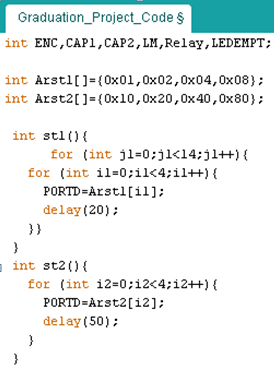 Graduation_Project_Code §
int ENC,CAP1,CAP2,LM,Relay,LEDEMPT;
int Arst1[]={0x01,0x02,0x04,0x08};
int Arst2[]={0x10,0x20,0x40,0x80};
int st1(){
for (int j1=0;j1<14;j1++){
for (int i1=0;i1<4;i1++){
PORTD=Arst1[i1];
delay(20);
}}
}
int st2(){
for (int i2=0;i2<4;i2++){
PORTD=Arst2[i2];
delay(50);
}
}